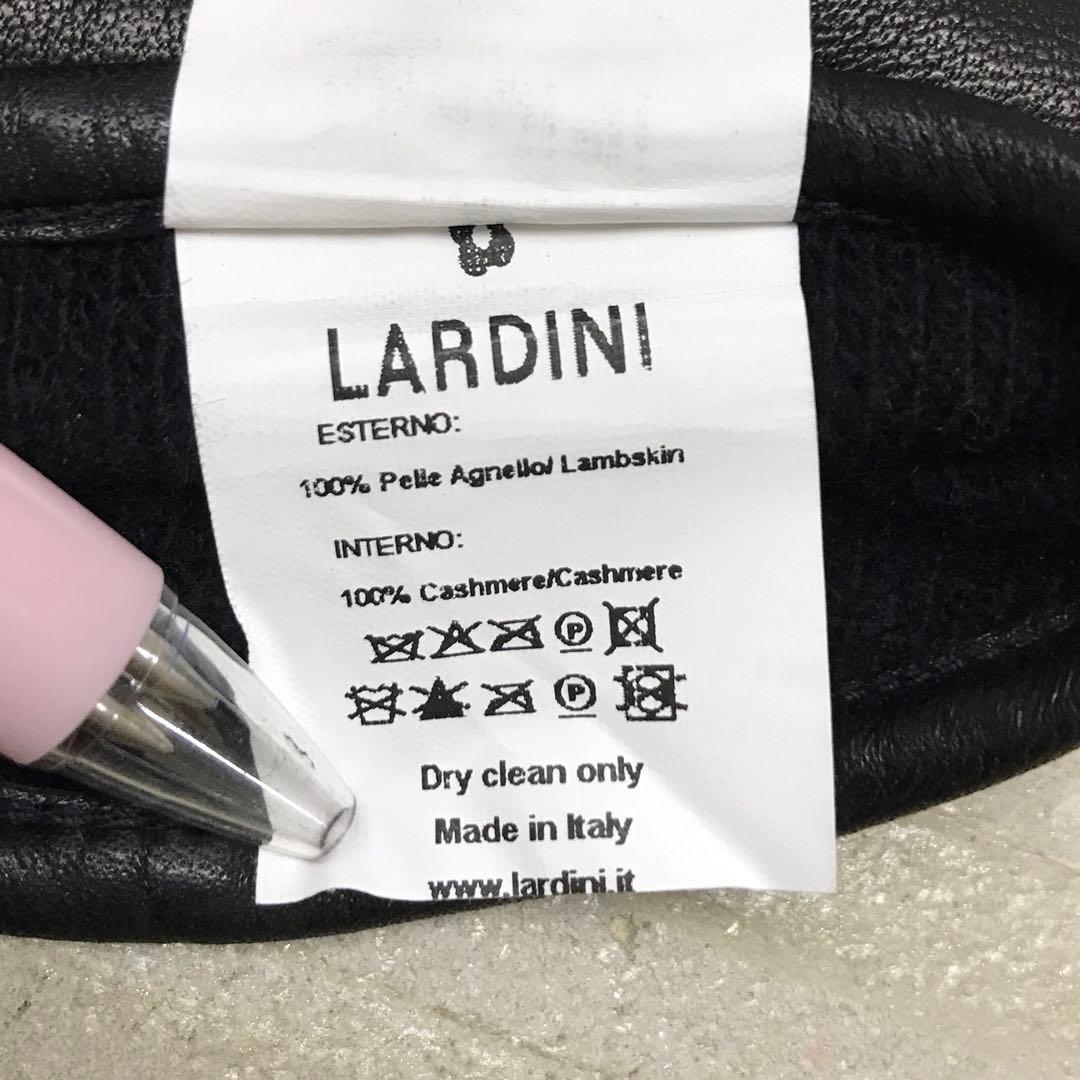 LARDINI
ESTERNO:
100% Pelle Agnello/ Lambskin
INTERNO:
100% Cashmere/Cashmere
P
P
Dry clean only
Made in Italy
www.lardini.it